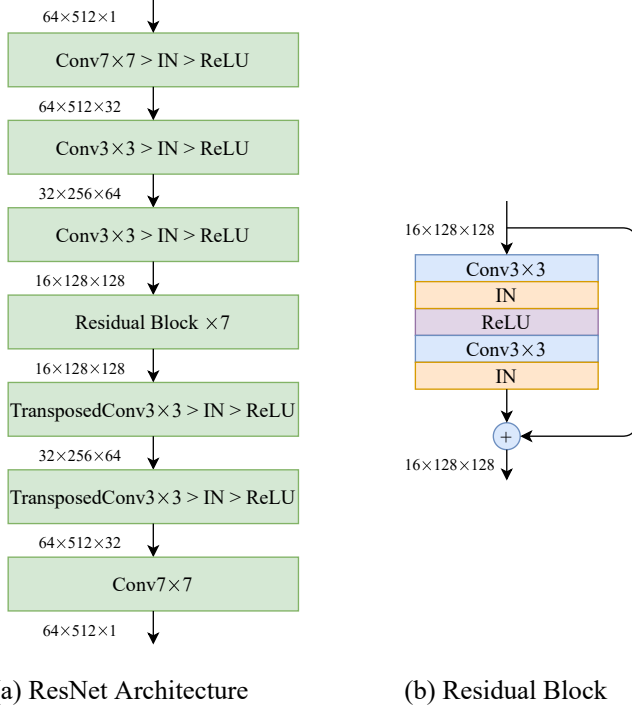 64×512×1
Conv7×7 > IN > ReLU
64×512×32
Conv3×3 > IN > ReLU
32×256×64
Conv3×3 > IN > ReLU
16×128×128
Residual Block ×7
16×128×128
TransposedConv3×3 > IN > ReLU
32×256×64
TransposedConv3×3 > IN > ReLU
64×512×32
Conv7×7
64×512×1
a) ResNet Architecture
16×128×128
Conv3×3
IN
ReLU
Conv3×3
IN
+
16×128×128
(b) Residual Block